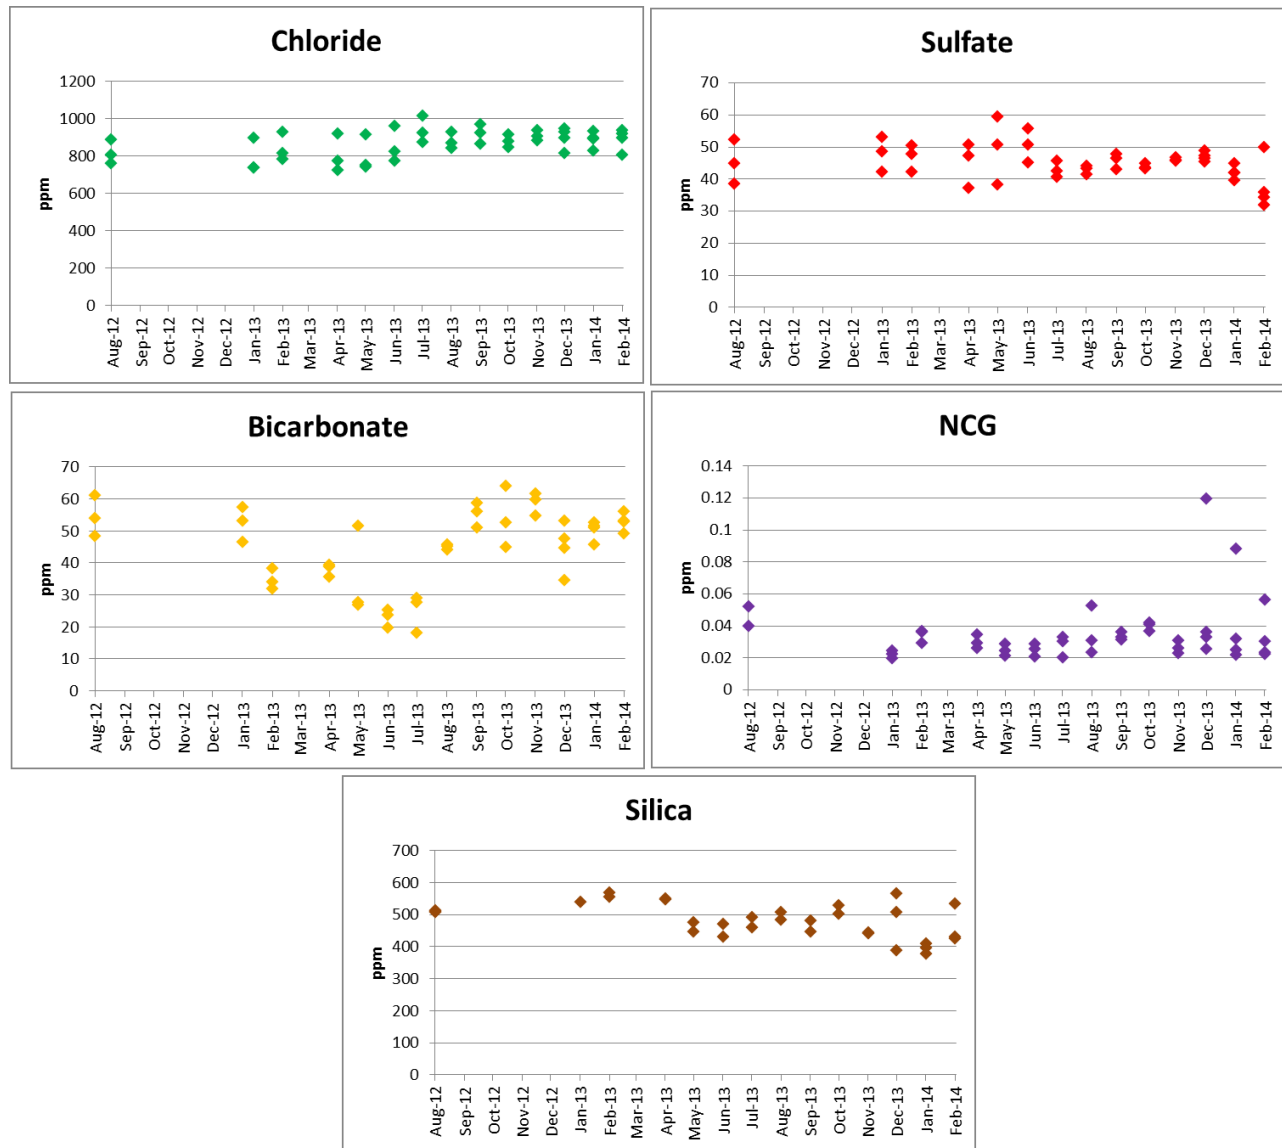 Chloride
1200
1000
800
600
400
200
0
ppm
Aug-12
Sep-12
Oct-12
Nov-12
Dec-12
Jan-13
Feb-13
Mar-13
Apr-13
May-13
Jun-13
Jul-13
Aug-13
Sep-13
Oct-13
Nov-13
Dec-13
Jan-14
Feb-14
Sulfate
70
60
50
40
30
20
10
0
ppm
Aug-12
Sep-12
Oct-12
Nov-12
Dec-12
Jan-13
Feb-13
Mar-13
Apr-13
May-13
Jun-13
Jul-13
Aug-13
Sep-13
Oct-13
Nov-13
Dec-13
Jan-14
Feb-14
Bicarbonate
70
60
50
40
30
20
10
0
ppm
Aug-12
Sep-12
Oct-12
Nov-12
Dec-12
Jan-13
Feb-13
Mar-13
Apr-13
May-13
Jun-13
Jul-13
Aug-13
Sep-13
Oct-13
Nov-13
Dec-13
Jan-14
Feb-14
NCG
0.14
0.12
0.1
0.08
0.06
0.04
0.02
0
ppm
Aug-12
Sep-12
Oct-12
Nov-12
Dec-12
Jan-13
Feb-13
Mar-13
Apr-13
May-13
Jun-13
Jul-13
Aug-13
Sep-13
Oct-13
Nov-13
Dec-13
Jan-14
Feb-14
Silica
700
600
500
400
300
200
100
0
ppm
Aug-12
Sep-12
Oct-12
Nov-12
Dec-12
Jan-13
Feb-13
Mar-13
Apr-13
May-13
Jun-13
Jul-13
Aug-13
Sep-13
Oct-13
Nov-13
Dec-13
Jan-14
Feb-14